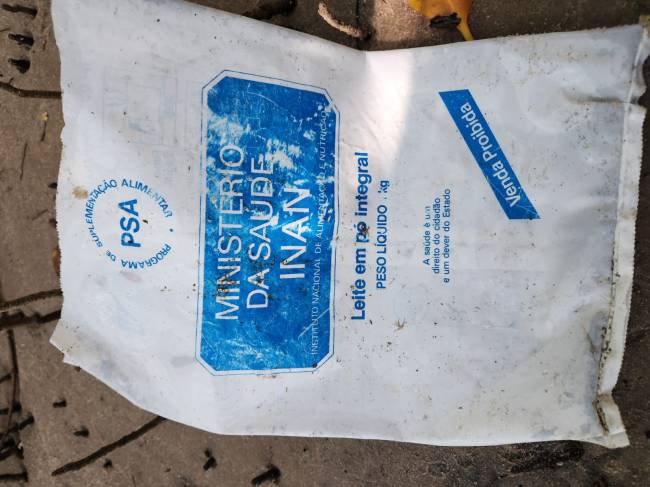 PROGRAMA DE SUPLEMENTAÇÃO ALIMENTAR
PSA
MINISTÉRIO
DA SAÚDE
INAN
INSTITUTO NACIONAL DE ALIMENTAÇÃO E NUTRIÇÃO
Leite em pó integral
PESO LÍQUIDO kg
A saúde é um
direito do cidadão
e um dever do Estado
Venda Proibida